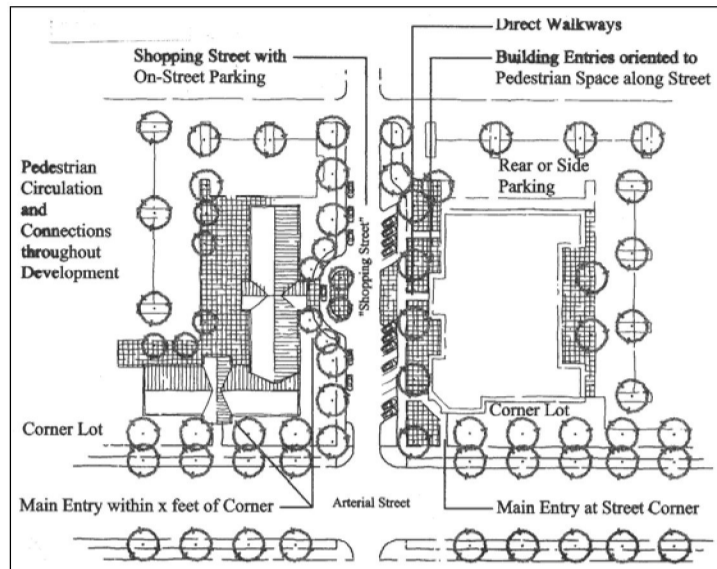 Direct Walkways
Shopping Street with
On-Street Parking
Building Entries oriented to
Pedestrian Space along Street
Pedestrian
Circulation
and
Connections
throughout
Development
Rear or Side
Parking
"Shopping Street"
Corner Lot
Corner Lot
Main Entry within x feet of Corner
Arterial Street
Main Entry at Street Corner